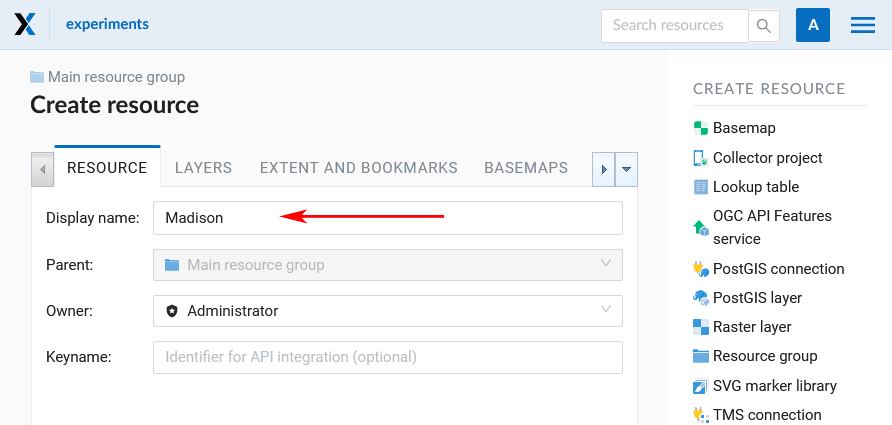 experiments
Search resources
A
Main resource group
Create resource
RESOURCE LAYERS EXTENT AND BOOKMARKS BASEMAPS
Display name: Madison
Parent: Main resource group
Owner: Administrator
Keyname: Identifier for API integration (optional)
CREATE RESOURCE
Basemap
Collector project
Lookup table
OGC API Features
service
PostGIS connection
PostGIS layer
Raster layer
Resource group
SVG marker library
TMS connection